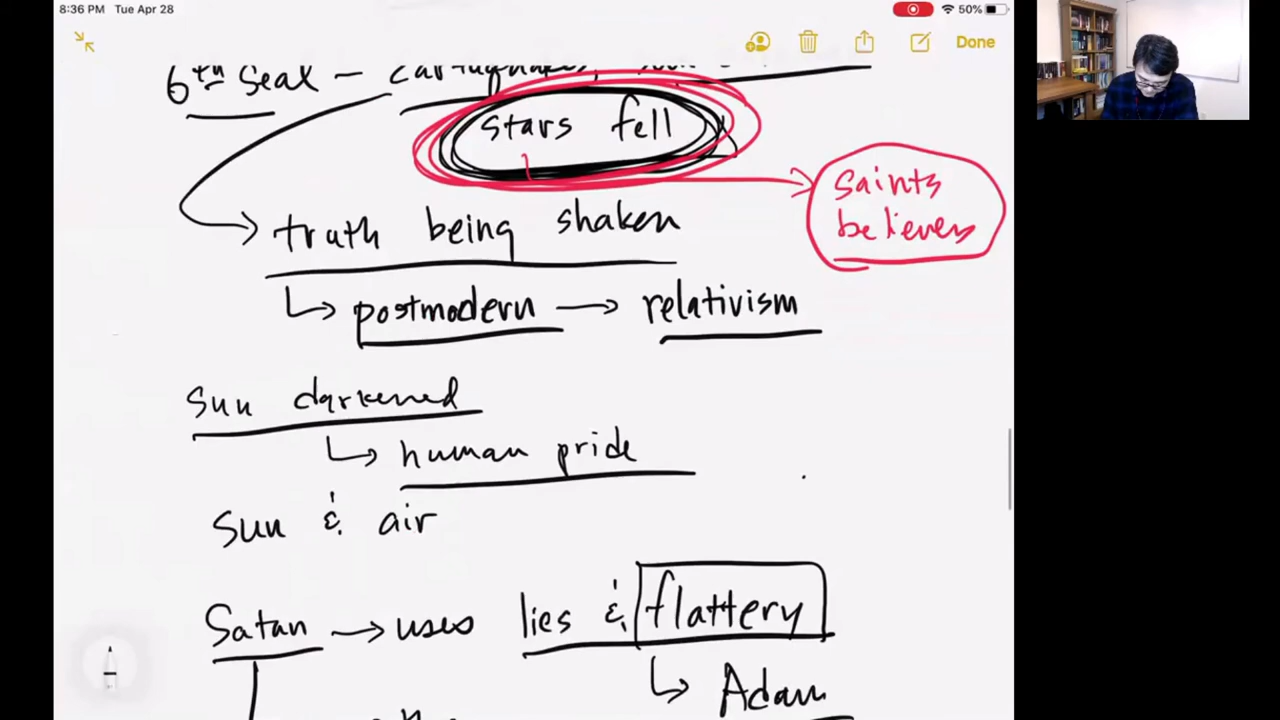 8:36 PM Tue Apr 28
50%
Done
6th Seal – earthquakes,
stars fell
saints
believers
truth being shaken
postmodern → relativism
sun darkened
human pride
sun & air
Satan → uses lies & flattery
Adam